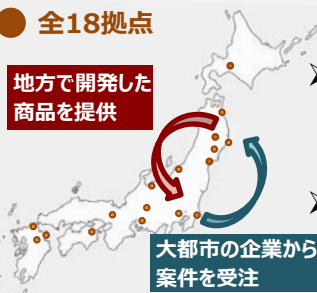 全18拠点
地方で開発した
商品を提供
大都市の企業から
案件を受注